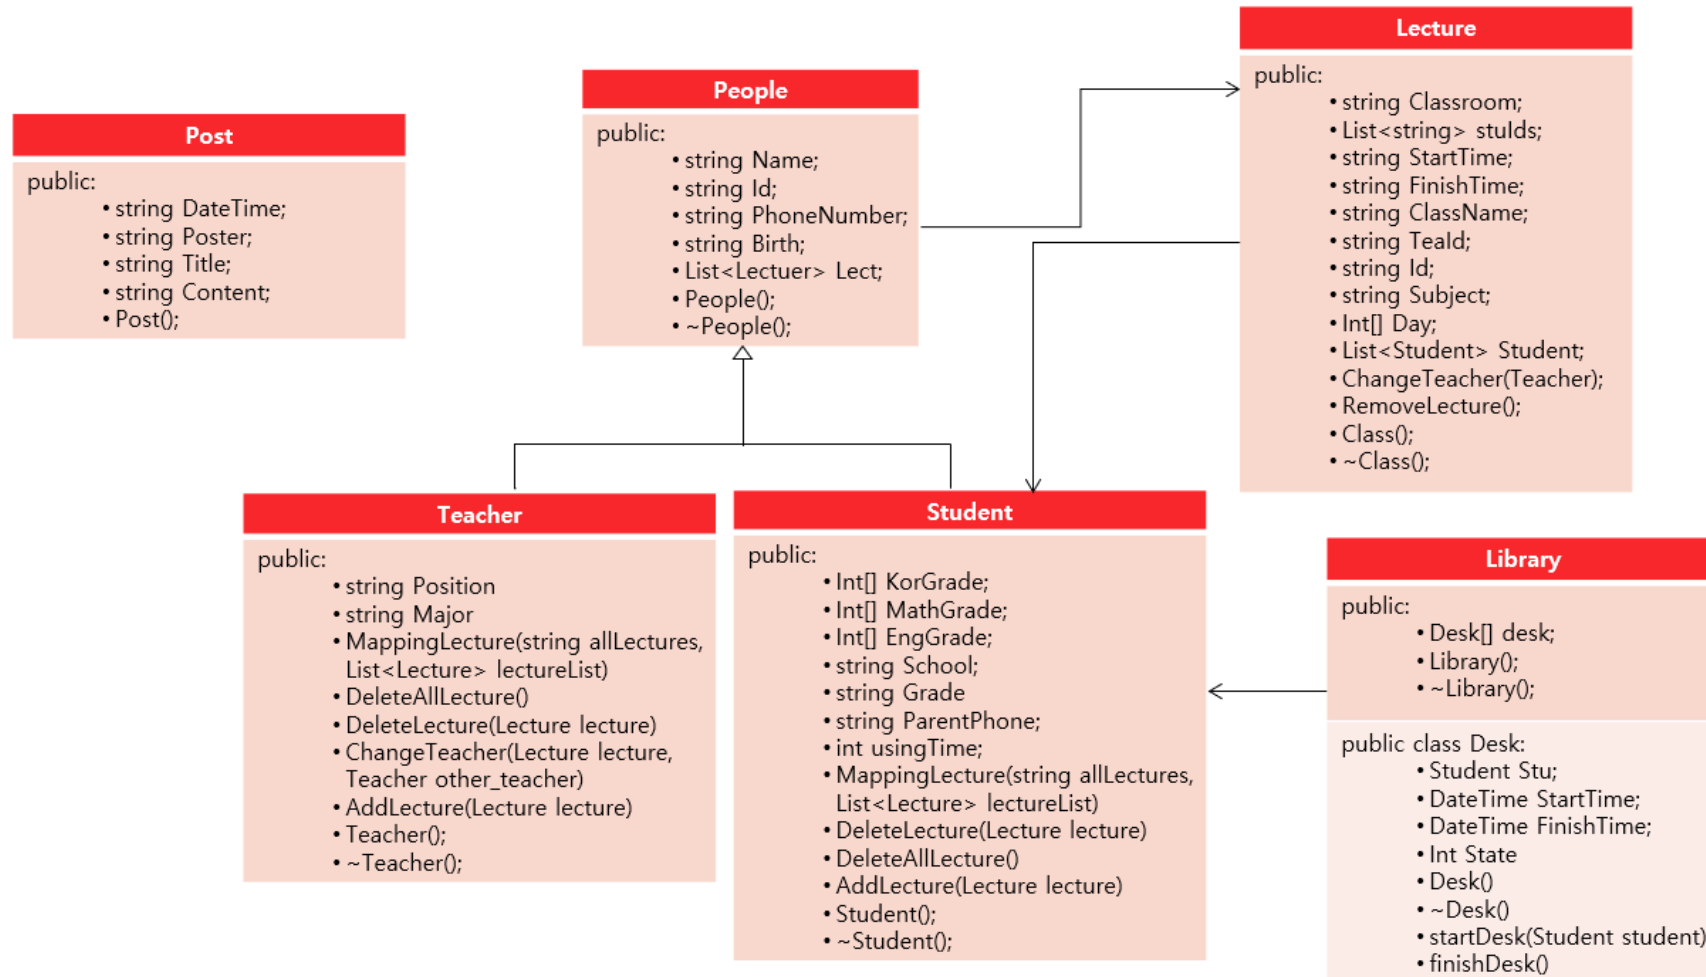 Post
public:
• string DateTime;
• string Poster;
• string Title;
• string Content;
• Post();
People
public:
• string Name;
• string Id;
• string PhoneNumber;
• string Birth;
• List<Lectuer> Lect;
• People();
• ~People();
Lecture
public:
• string Classroom;
• List<string> stuIds;
• string StartTime;
• string FinishTime;
• string ClassName;
• string TeaId;
• string Id;
• string Subject;
• Int[] Day;
• List<Student> Student;
• ChangeTeacher(Teacher);
• RemoveLecture();
• Class();
• ~Class();
Teacher
public:
• string Position
• string Major
• MappingLecture(string allLectures,
List<Lecture> lectureList)
• DeleteAllLecture()
• DeleteLecture(Lecture lecture)
• ChangeTeacher(Lecture lecture,
Teacher other_teacher)
• AddLecture(Lecture lecture)
• Teacher();
• ~Teacher();
Student
public:
• Int[] KorGrade;
• Int[] MathGrade;
• Int[] EngGrade;
• string School;
• string Grade
• string ParentPhone;
• int usingTime;
• MappingLecture(string allLectures,
List<Lecture> lectureList)
• DeleteLecture(Lecture lecture)
• DeleteAllLecture()
• AddLecture(Lecture lecture)
• Student();
• ~Student();
Library
public:
• Desk[] desk;
• Library();
• ~Library();
public class Desk:
• Student Stu;
• DateTime StartTime;
• DateTime FinishTime;
• Int State
• Desk()
• ~Desk()
• startDesk(Student student)
• finishDesk()